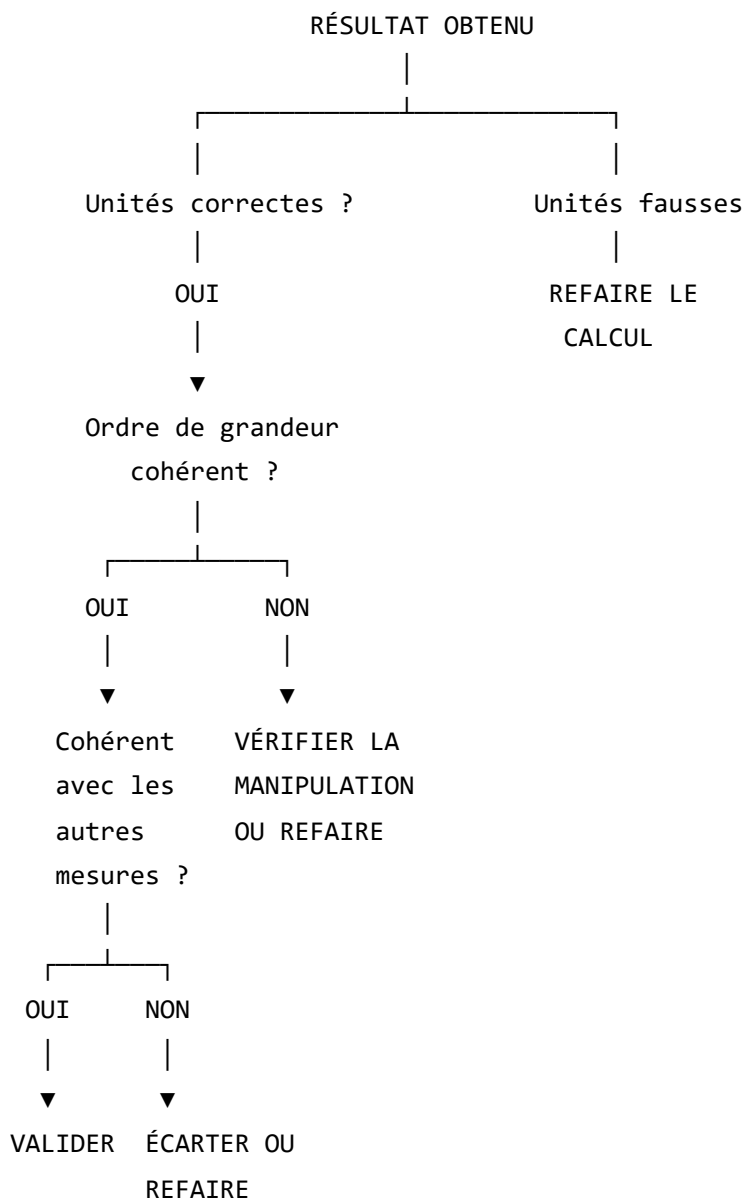 RÉSULTAT OBTENU
Unités correctes ? Unités fausses
OUI REFAIRE LE
CALCUL
Ordre de grandeur
cohérent ?
OUI NON
Cohérent VÉRIFIER LA
avec les MANIPULATION
autres OU REFAIRE
mesures ?
OUI NON
VALIDER ÉCARTER OU
REFAIRE